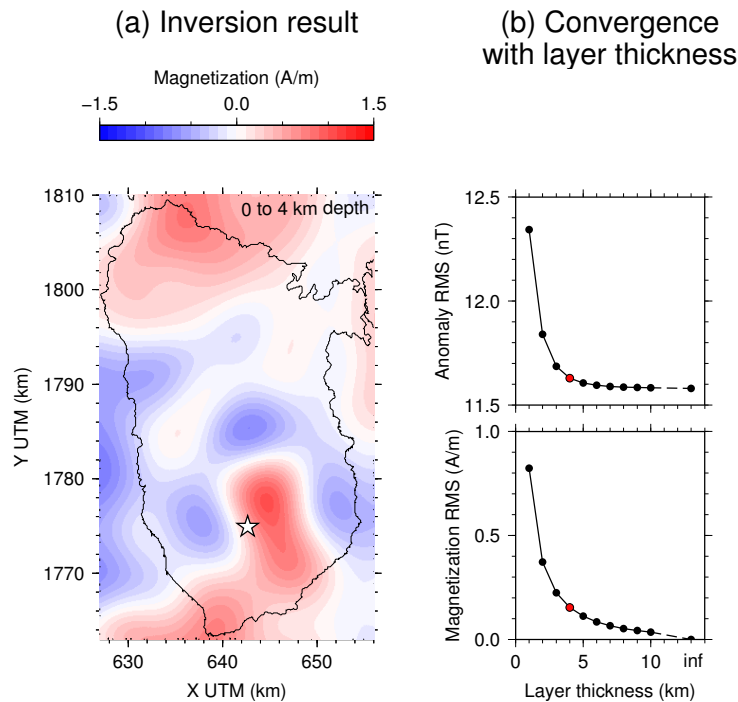 (a) Inversion result
Magnetization (A/m)
−1.5 0.0 1.5
0 to 4 km depth
1810
1800
1790
1780
1770
Y UTM (km)
630 640 650
X UTM (km)
(b) Convergence
with layer thickness
12.5
12.0
11.5
Anomaly RMS (nT)
1.0
0.5
0.0
Magnetization RMS (A/m)
0 5 10 inf
Layer thickness (km)